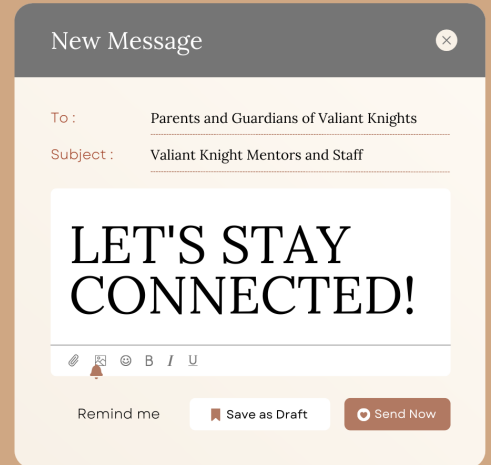 New Message
To : Parents and Guardians of Valiant Knights
Subject : Valiant Knight Mentors and Staff
LET'S STAY
CONNECTED!
B I U
Remind me Save as Draft Send Now